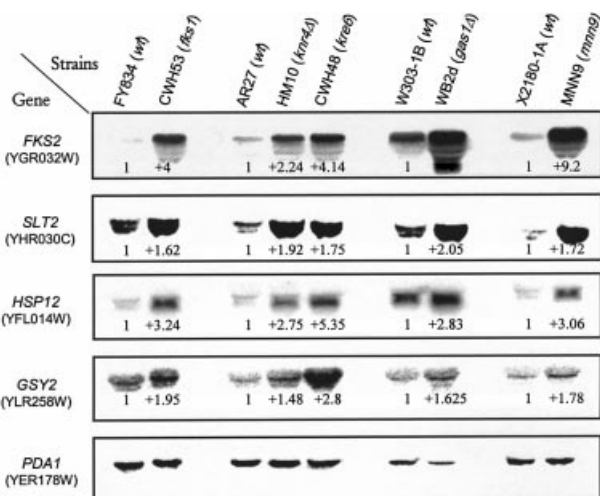 Strains
Gene
FY834 (wt)
CWH53 (fks1)
AR27 (wt)
HM10 (knr4Δ)
CWH48 (kre6)
W303-1B (wt)
WB2d (gas1Δ)
X2180-1A (wt)
MNN9 (mnn9)
FKS2
(YGR032W)
1 +4 1 +2.24 +4.14 1 1 +9.2
SLT2
(YHR030C)
1 +1.62 1 +1.92 +1.75 1 +2.05 1 +1.72
HSP12
(YFL014W)
1 +3.24 1 +2.75 +5.35 1 +2.83 1 +3.06
GSY2
(YLR258W)
1 +1.95 1 +1.48 +2.8 1 +1.625 1 +1.78
PDA1
(YER178W)